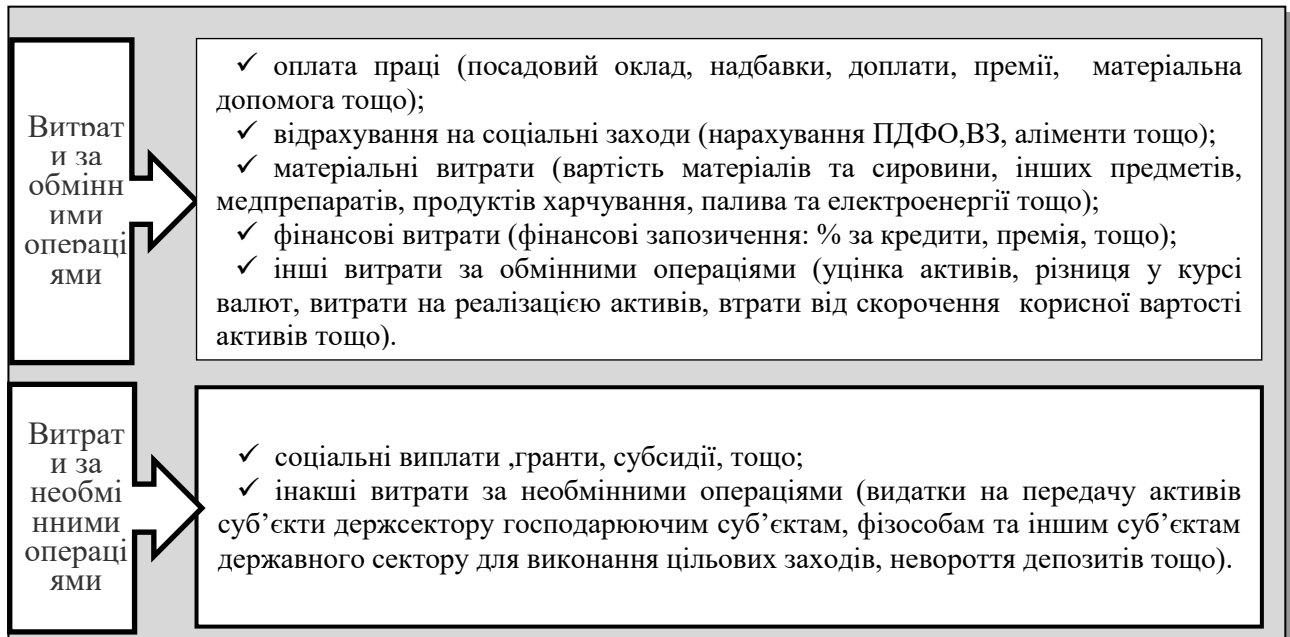 Витрат
и за
обмінн
ими
операці
ями
✓ оплата праці (посадовий оклад, надбавки, доплати, премії, матеріальна
допомога тощо);
✓ відрахування на соціальні заходи (нарахування ПДФО,ВЗ, аліменти тощо);
✓ матеріальні витрати (вартість матеріалів та сировини, інших предметів,
медпрепаратів, продуктів харчування, палива та електроенергії тощо);
✓ фінансові витрати (фінансові запозичення: % за кредити, премія, тощо);
✓ інші витрати за обмінними операціями (уцінка активів, різниця у курсі
валют, витрати на реалізацією активів, втрати від скорочення корисної вартості
активів тощо).
Витрат
и за
необмі
нними
операці
ями
✓ соціальні виплати ,гранти, субсидії, тощо;
✓ інакші витрати за необмінними операціями (видатки на передачу активів
суб’єкти держсектору господарюючим суб’єктам, фізособам та іншим суб’єктам
державного сектору для виконання цільових заходів, невороття депозитів тощо).